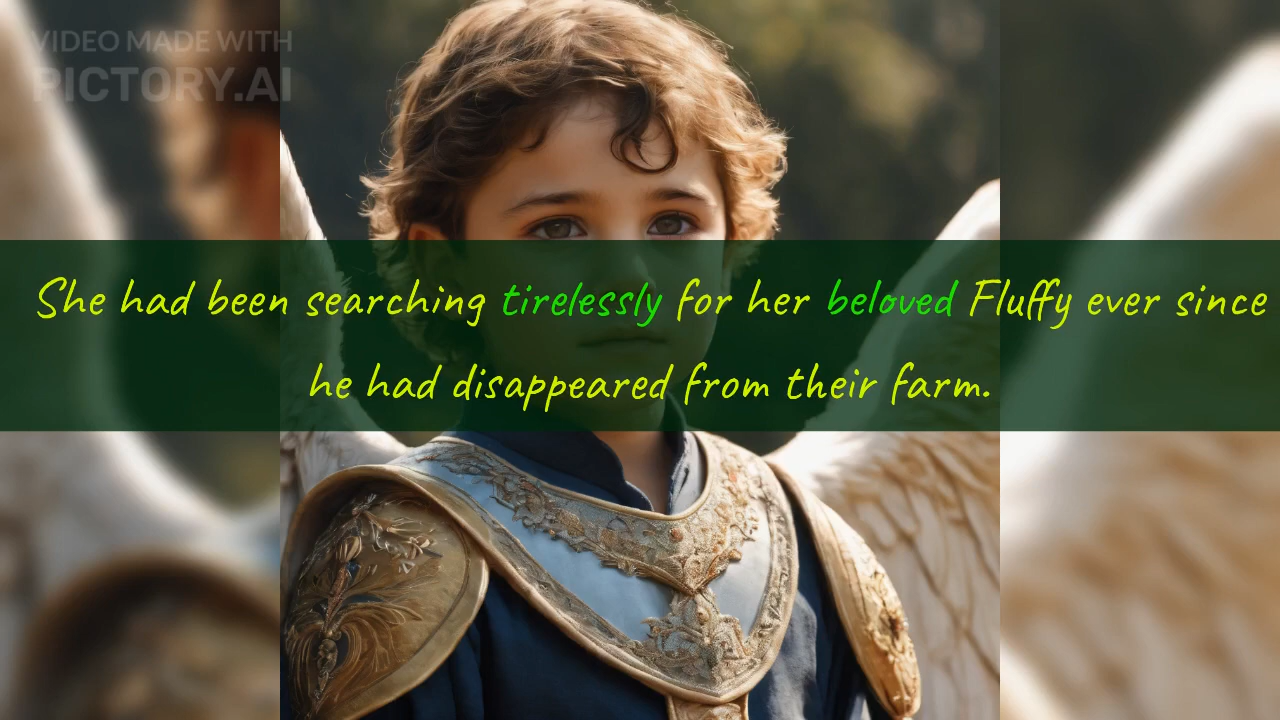 VIDEO MADE WITH
PICTORY.AI
She had been searching tirelessly for her beloved Fluffy ever since
he had disappeared from their farm.